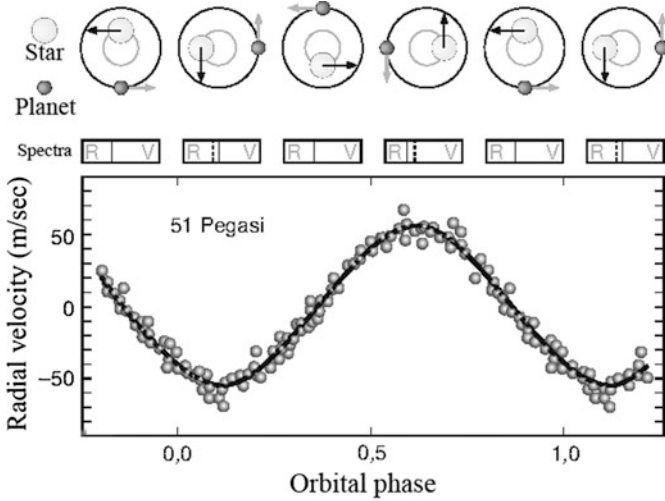 Star
Planet
Spectra R V R V R V R V R V R V
Radial velocity (m/sec)
51 Pegasi
50
0
−50
0,0 0,5 1,0
Orbital phase